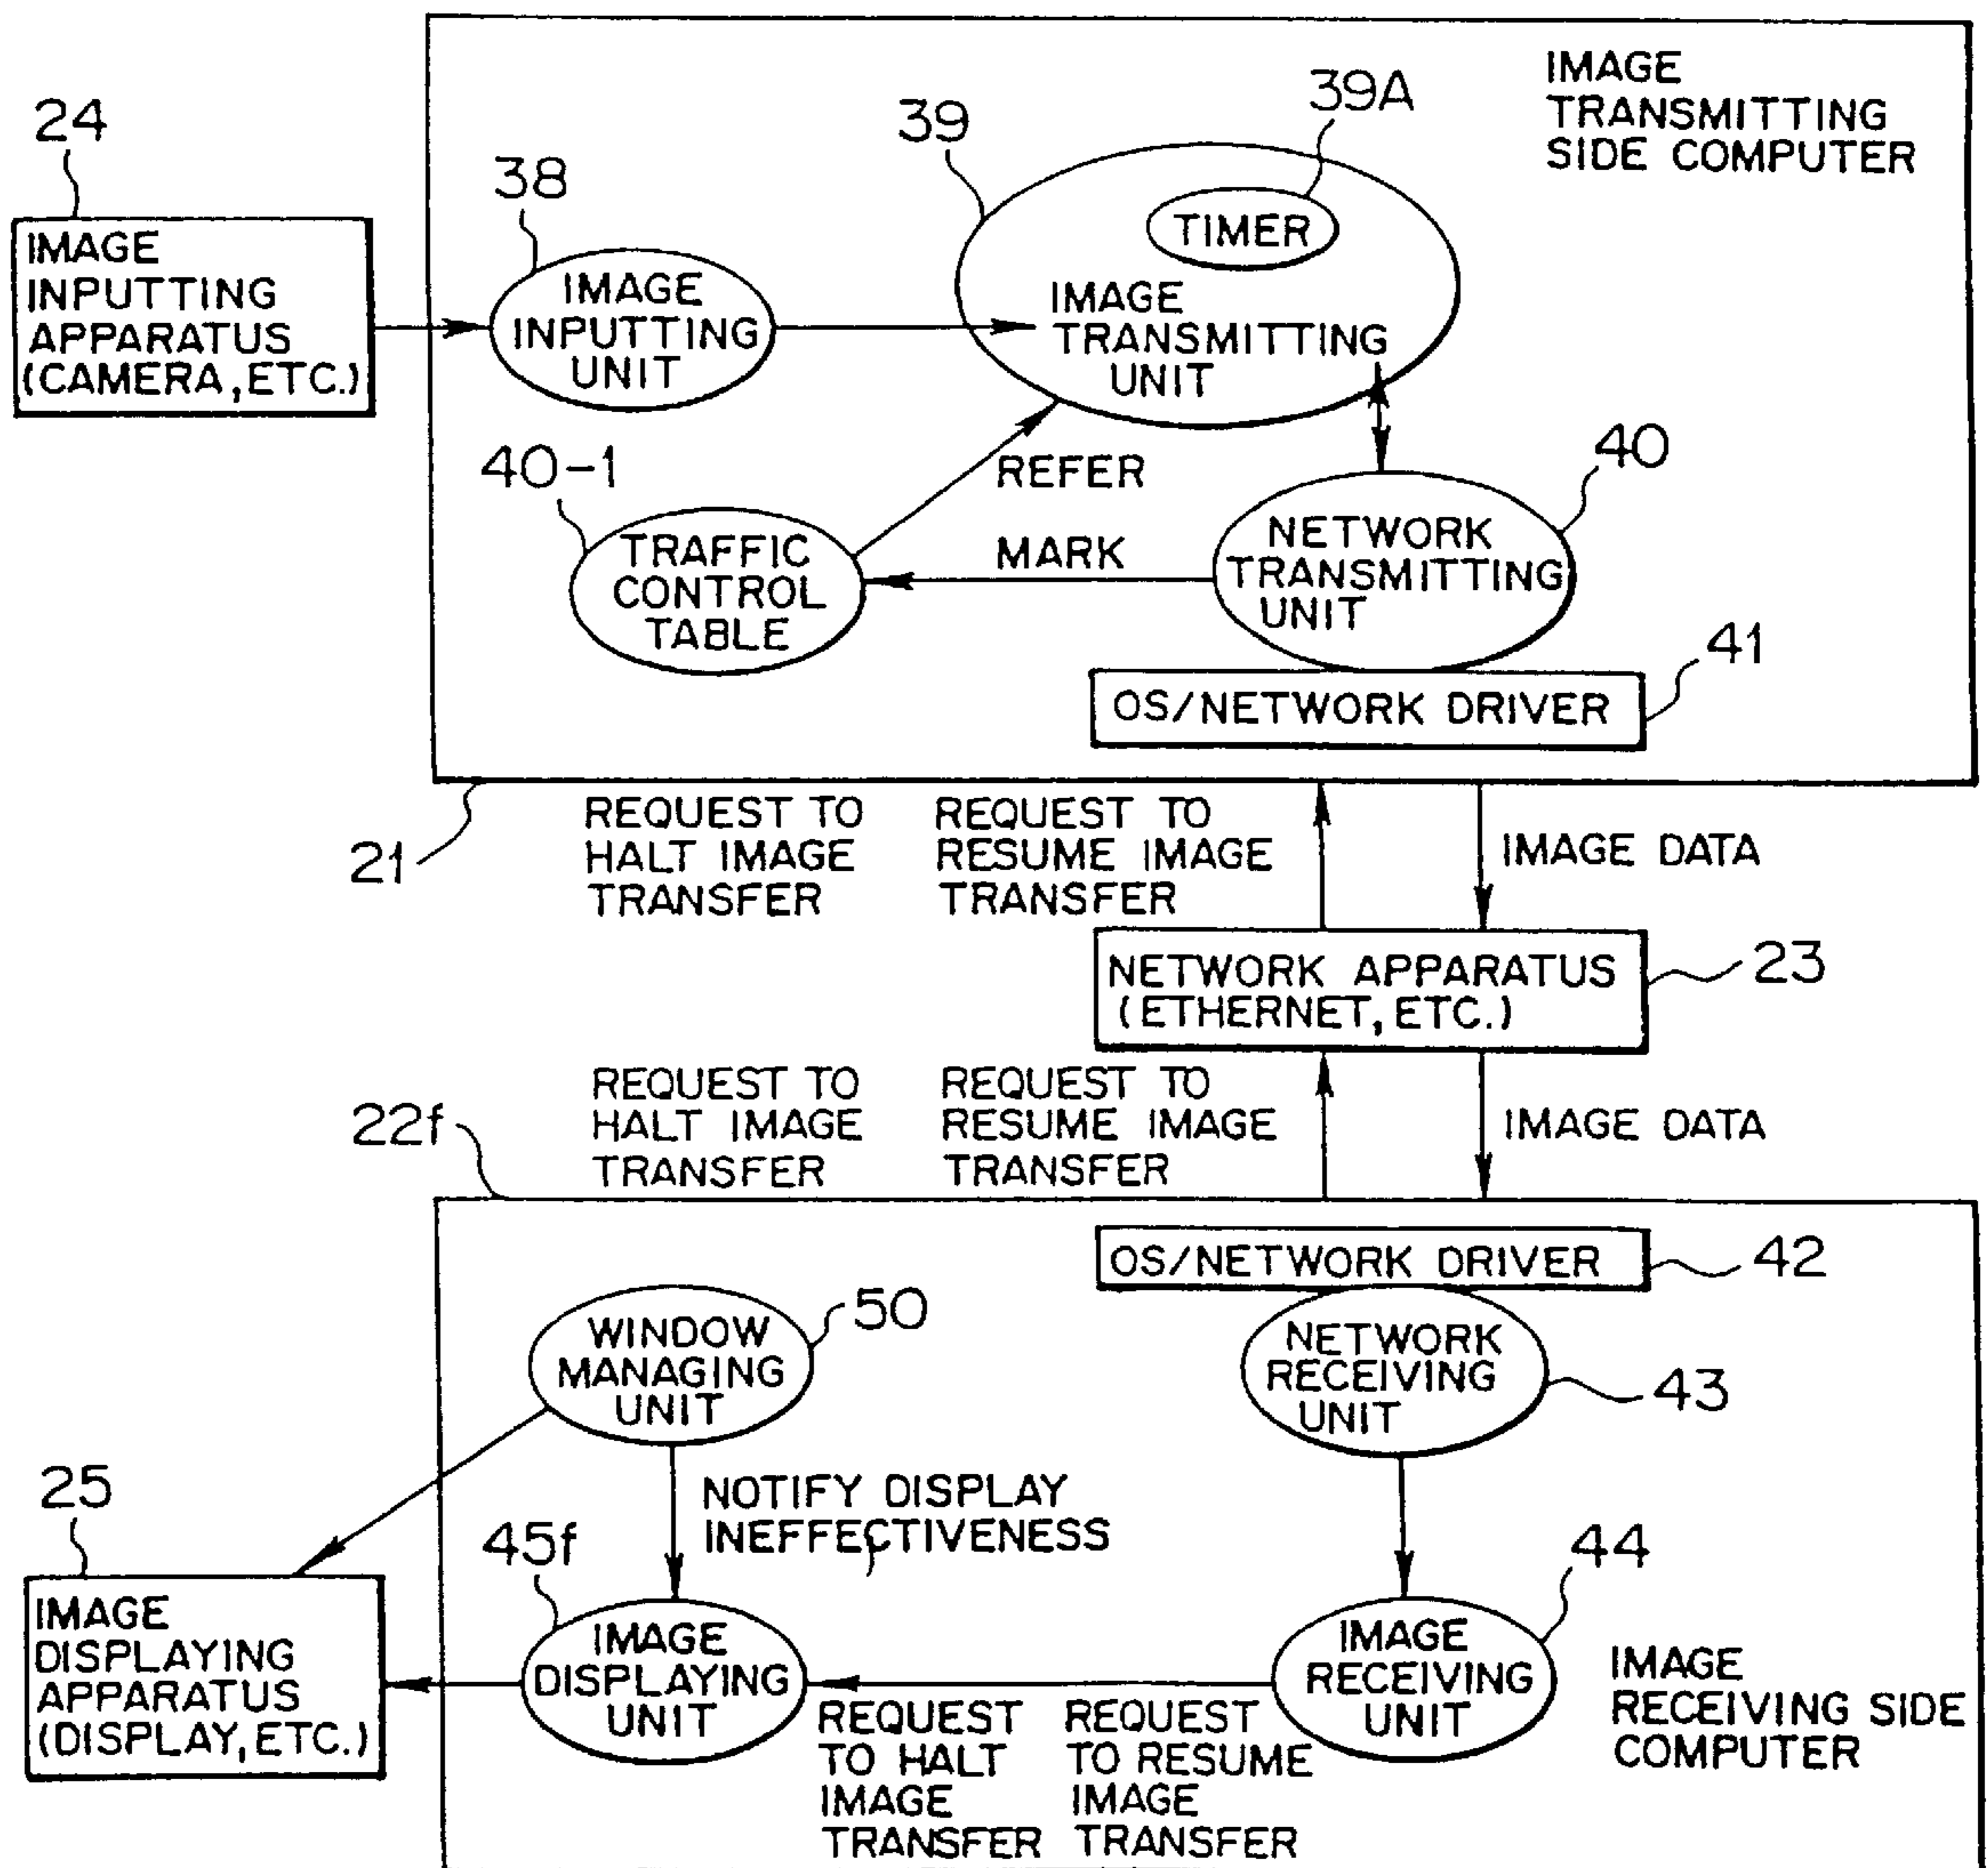 IMAGE
TRANSMITTING
SIDE COMPUTER
39A
39
24
38
TIMER
IMAGE
INPUTTING
APPARATUS
(CAMERA, ETC.)
IMAGE
INPUTTING
UNIT
IMAGE
TRANSMITTING
UNIT
40-1
REFER
40
TRAFFIC
CONTROL
TABLE
MARK
NETWORK
TRANSMITTING
UNIT
41
OS/NETWORK DRIVER
21
REQUEST TO
HALT IMAGE
TRANSFER
REQUEST TO
RESUME IMAGE
TRANSFER
IMAGE DATA
NETWORK APPARATUS
(ETHERNET, ETC.)
23
22f
REQUEST TO
HALT IMAGE
TRANSFER
REQUEST TO
RESUME IMAGE
TRANSFER
IMAGE DATA
OS/NETWORK DRIVER
42
WINDOW
MANAGING
UNIT
50
NETWORK
RECEIVING
UNIT
43
25
NOTIFY DISPLAY
INEFFECTIVENESS
45f
44
IMAGE
DISPLAYING
APPARATUS
(DISPLAY, ETC.)
IMAGE
DISPLAYING
UNIT
IMAGE
RECEIVING
UNIT
IMAGE
RECEIVING SIDE
COMPUTER
REQUEST
TO HALT
IMAGE
TRANSFER
REQUEST
TO RESUME
IMAGE
TRANSFER